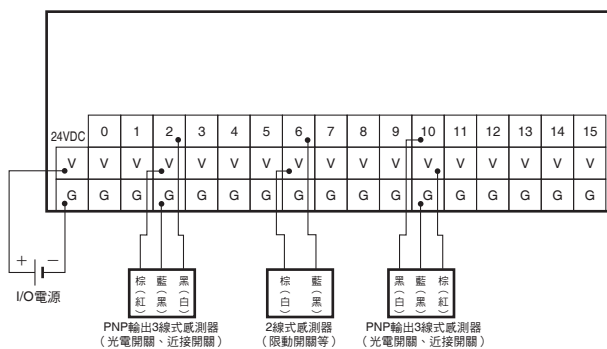 24VDC 0 1 2 3 4 5 6 7 8 9 10 11 12 13 14 15
V V V V V V V V V V V V V V V V V
G G G G G G G G G G G G G G G G G
+ −
I/O電源
棕(紅) 藍(黑) 黑(白)
PNP輸出3線式感測器
(光電開關、近接開關)
棕(白) 藍(黑)
2線式感測器
(限動開關等)
黑(白) 藍(黑) 棕(紅)
PNP輸出3線式感測器
(光電開關、近接開關)